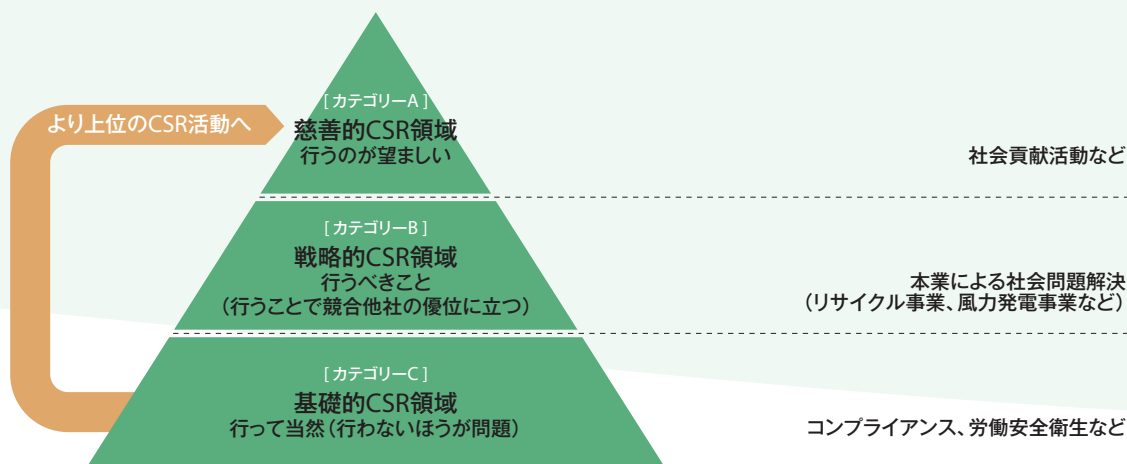 より上位のCSR活動へ
[カテゴリーA]
慈善的CSR領域
行うのが望ましい
社会貢献活動など
[カテゴリーB]
戦略的CSR領域
行うべきこと
(行うことで競合他社の優位に立つ)
本業による社会問題解決
(リサイクル事業、風力発電事業など)
[カテゴリーC]
基礎的CSR領域
行って当然(行わないほうが問題)
コンプライアンス、労働安全衛生など